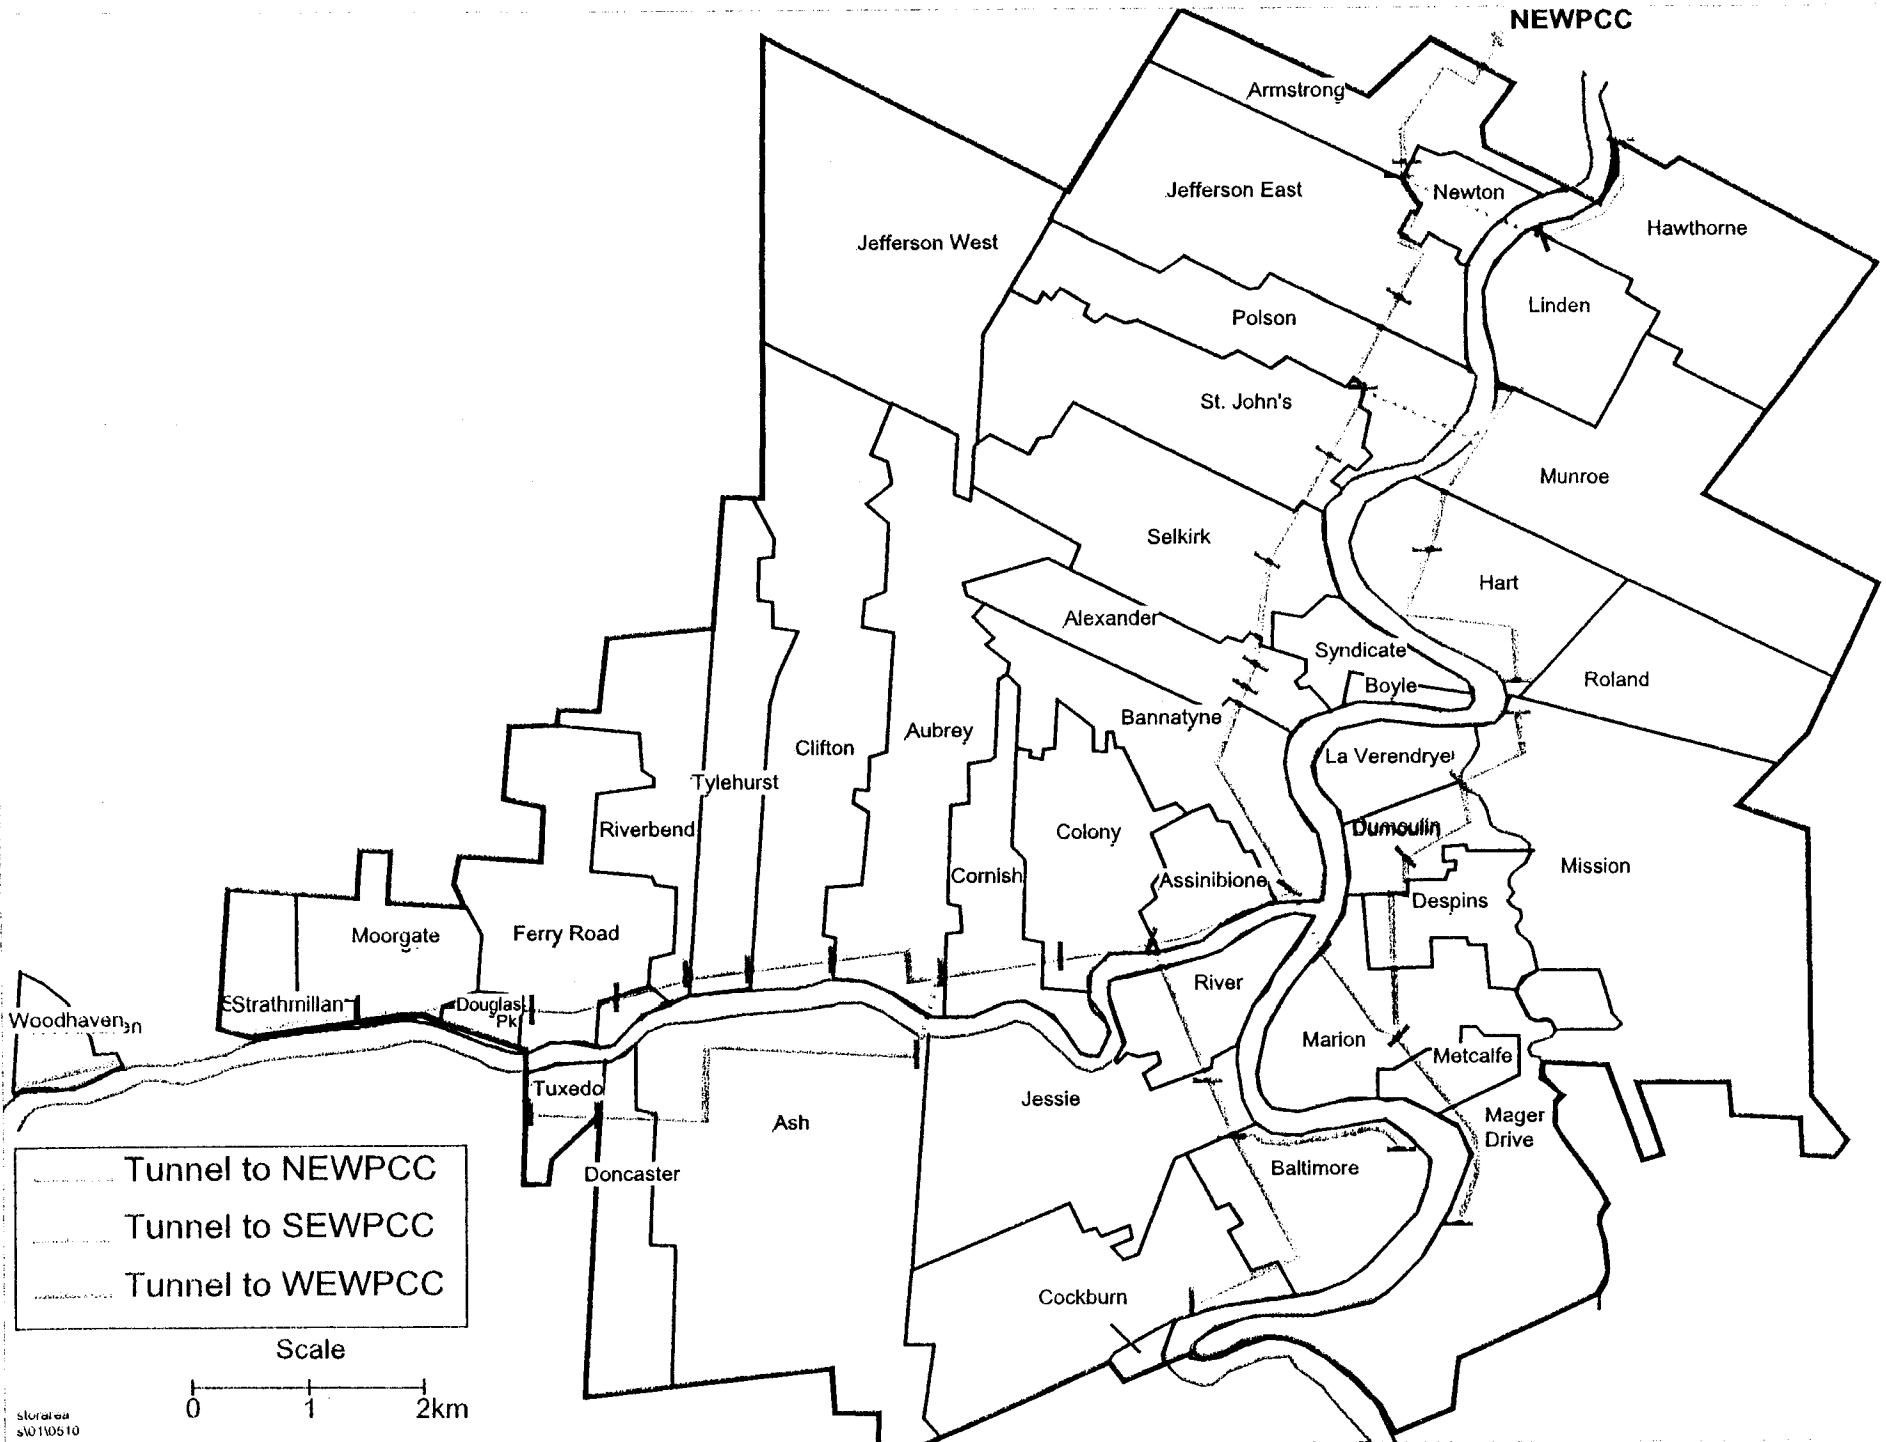 NEWPCC
Armstrong
Jefferson East
Newton
Hawthorne
Jefferson West
Linden
Polson
St. John's
Munroe
Selkirk
Hart
Alexander
Syndicate
Boyle
Roland
Bannatyne
Aubrey
Clifton
La Verendrye
Tylehurst
Riverbend
Colony
Dumoulin
Mission
Cornish
Assinibione
Despins
Moorgate
Ferry Road
River
Strathmillan
Douglas
Pk
Woodhaven
Marion
Metcalfe
Tuxedo
Jessie
Ash
Mager
Drive
Baltimore
Doncaster
Cockburn
Tunnel to NEWPCC
Tunnel to SEWPCC
Tunnel to WEWPCC
Scale
0 1 2km
s\01\0510